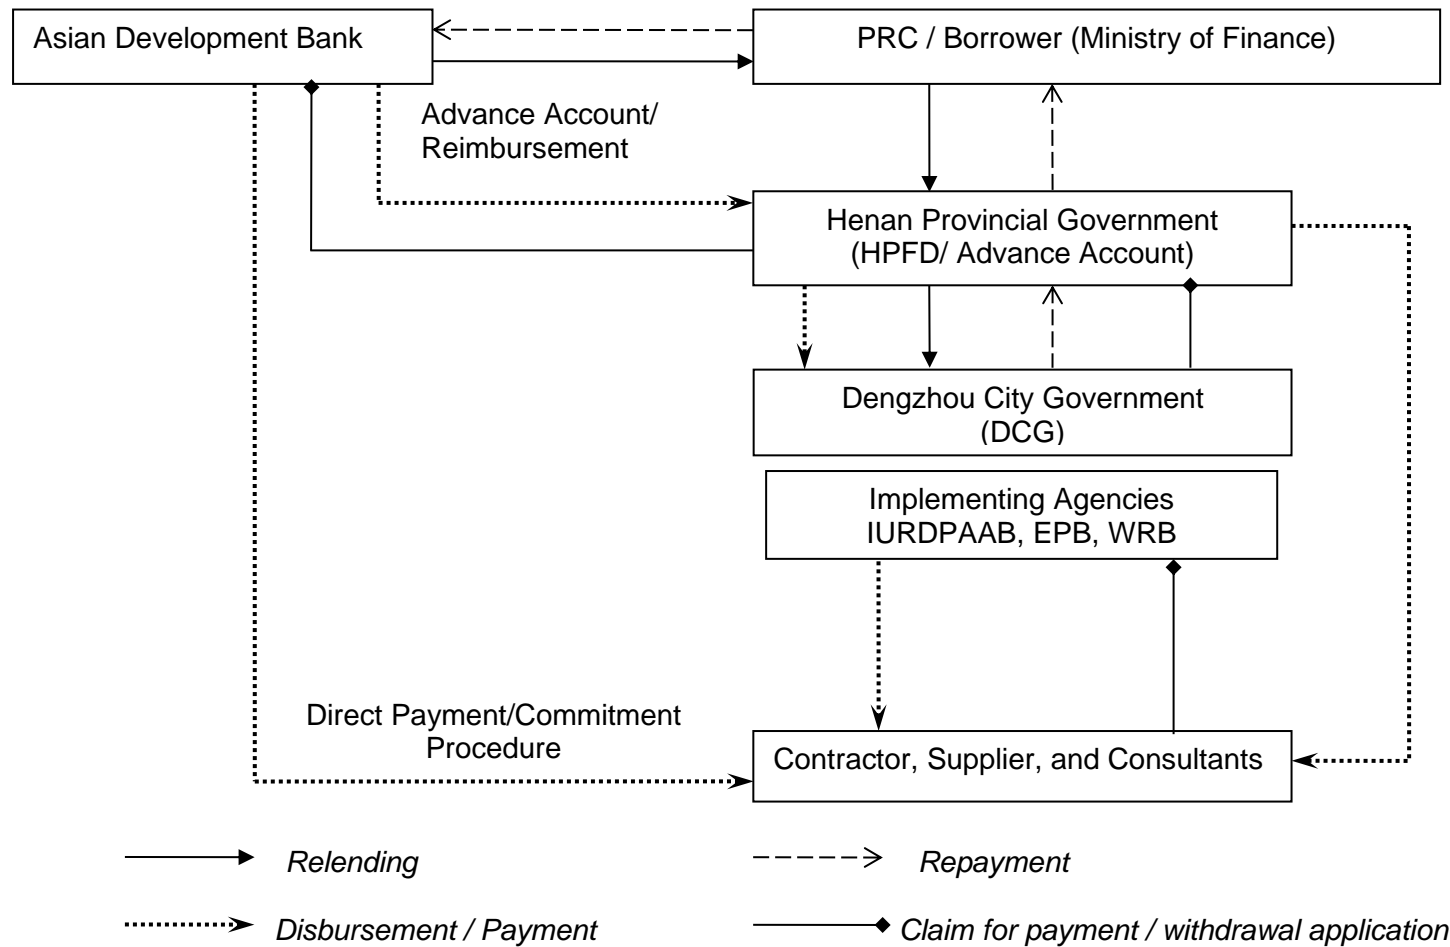 Asian Development Bank
PRC / Borrower (Ministry of Finance)
Advance Account/
Reimbursement
Henan Provincial Government
(HPFD/ Advance Account)
Dengzhou City Government
(DCG)
Implementing Agencies
IURDPAAB, EPB, WRB
Direct Payment/Commitment
Procedure
Contractor, Supplier, and Consultants
Relending
Repayment
Disbursement / Payment
Claim for payment / withdrawal application